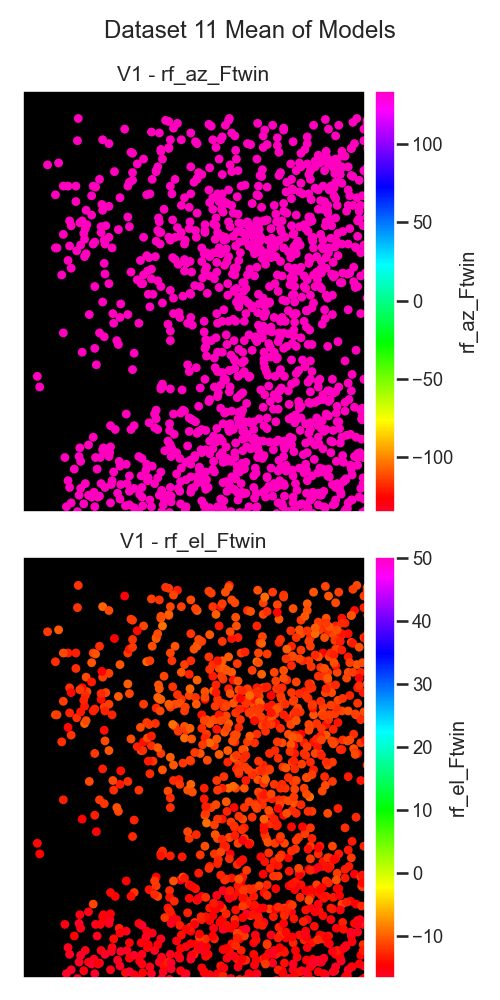 Dataset 11 Mean of Models
V1 - rf_az_Ftwin
100
50
0
−50
−100
rf_az_Ftwin
V1 - rf_el_Ftwin
50
40
30
20
10
0
−10
rf_el_Ftwin